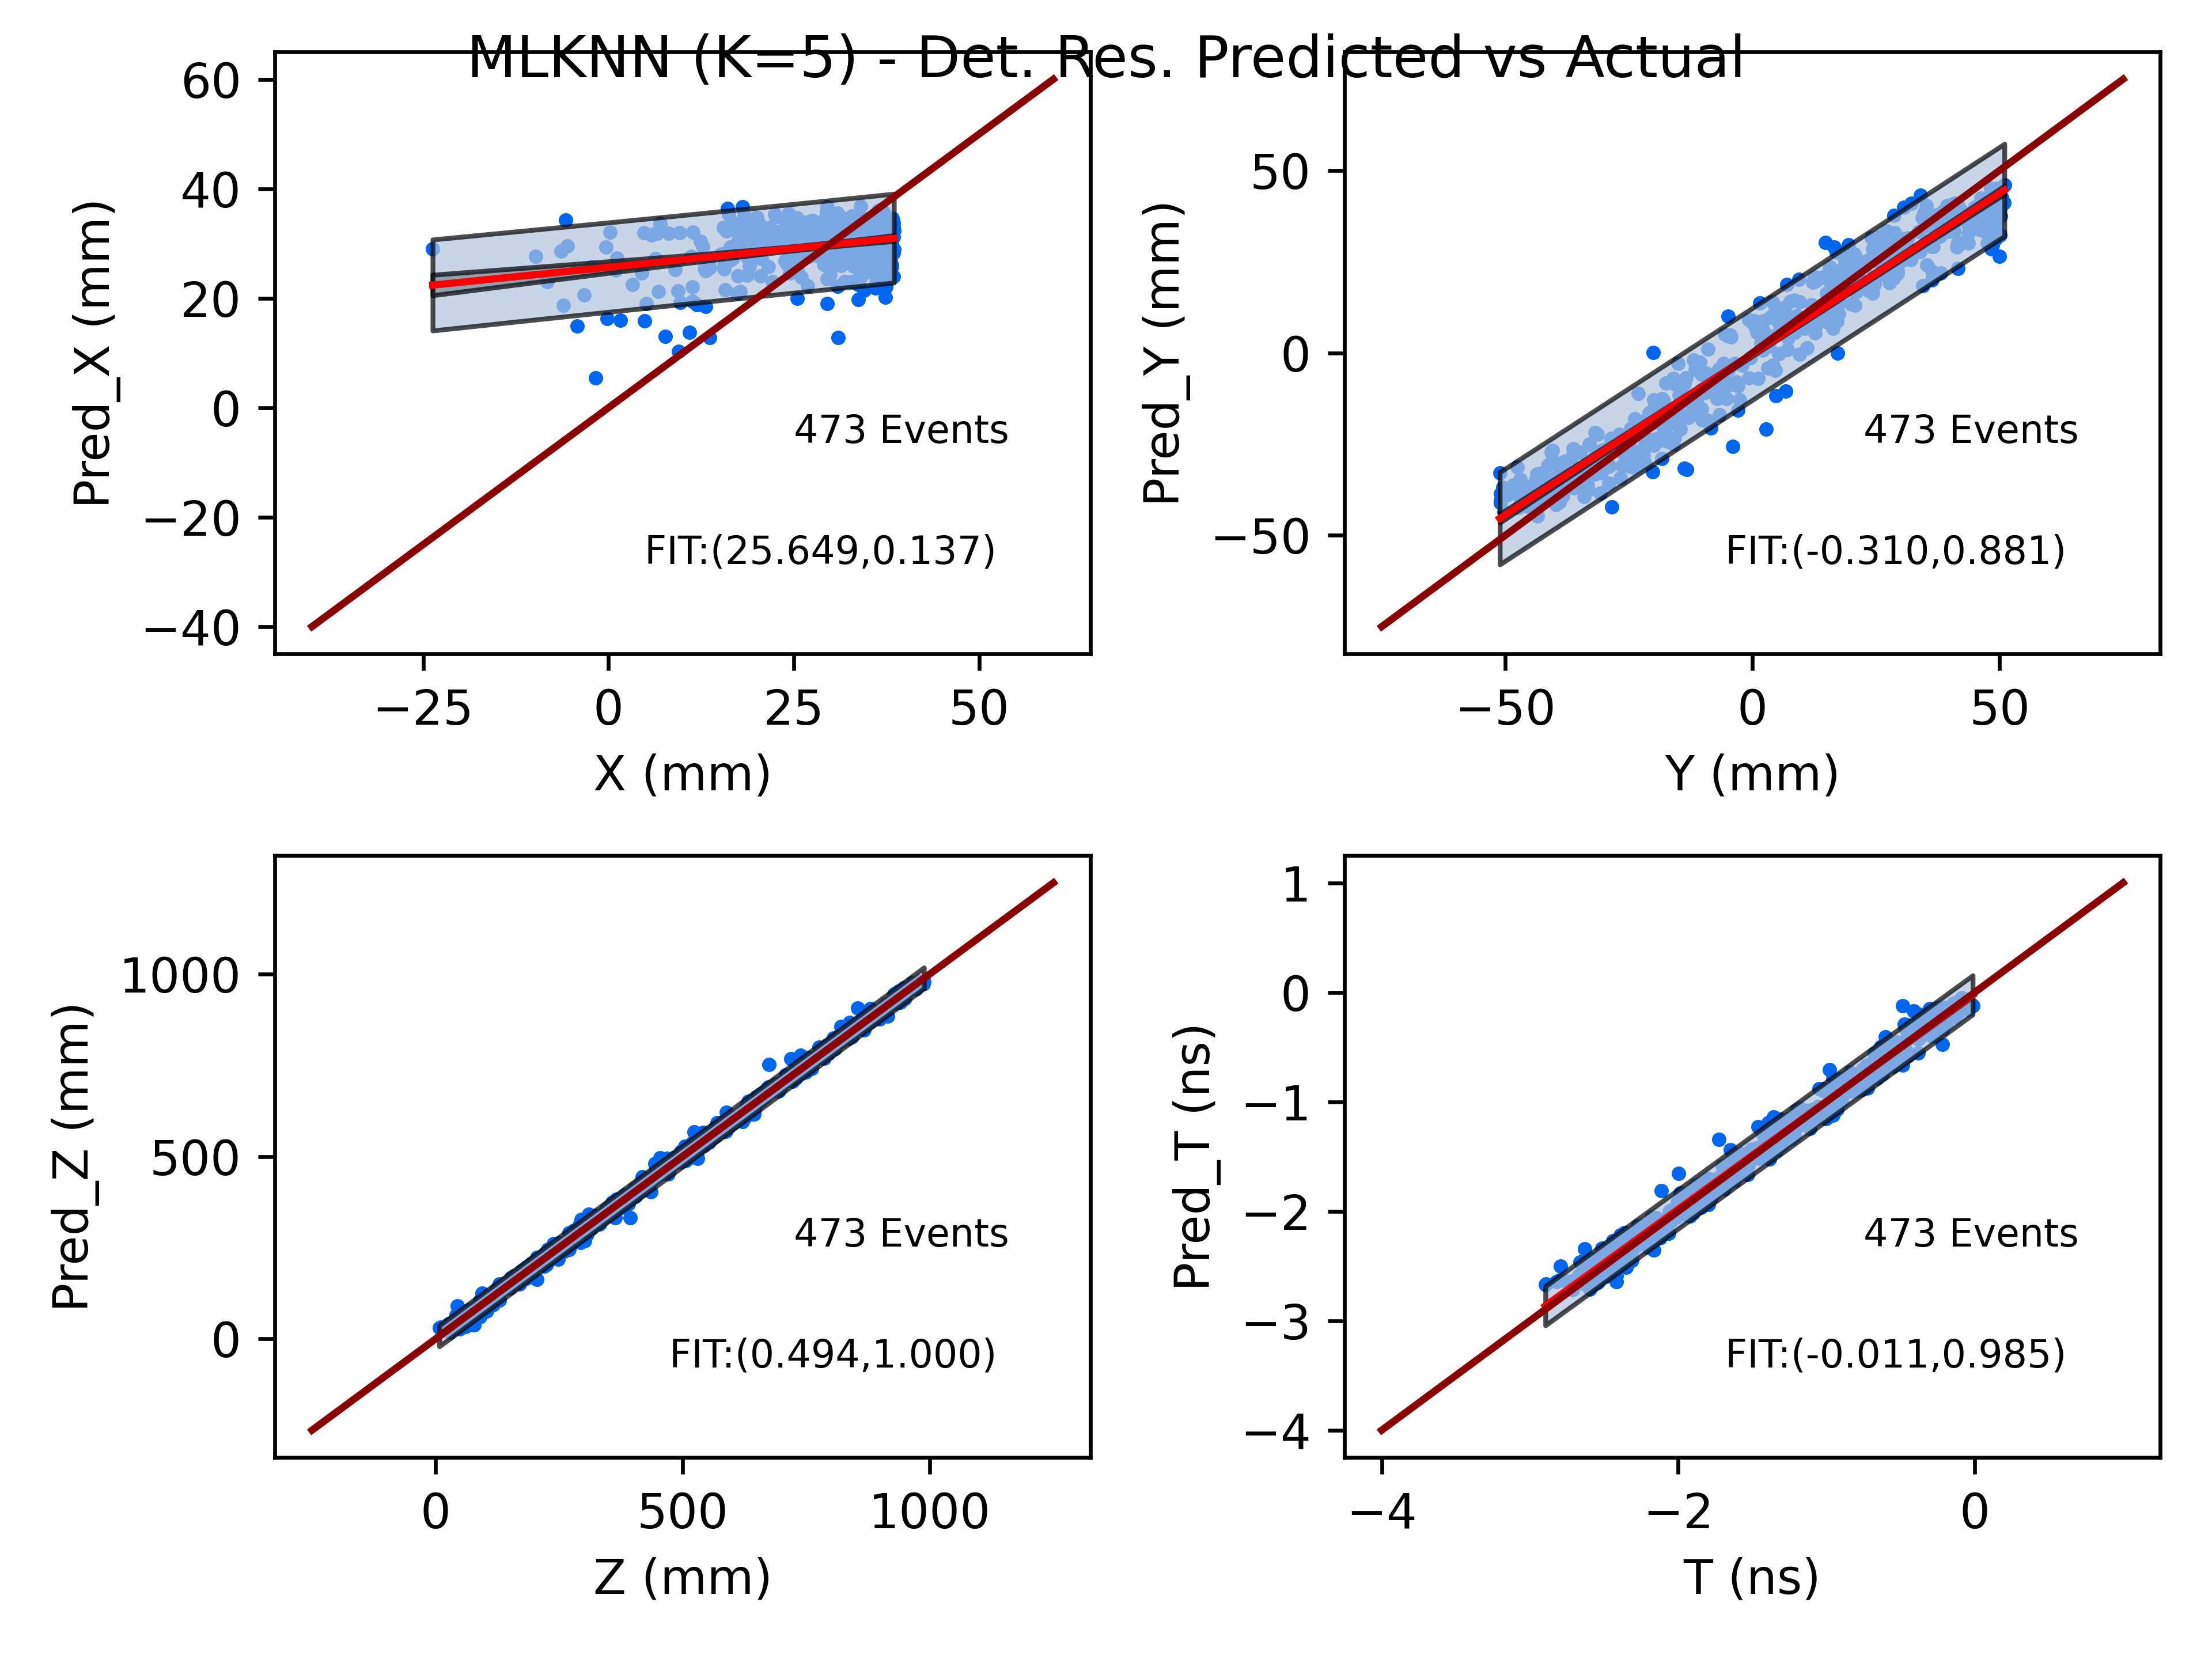 MLKNN (K=5) - Det. Res. Predicted vs Actual
60
40
20
0
−20
−40
Pred_X (mm)
473 Events
FIT:(25.649,0.137)
−25 0 25 50
X (mm)
50
0
−50
Pred_Y (mm)
473 Events
FIT:(-0.310,0.881)
−50 0 50
Y (mm)
1000
500
0
Pred_Z (mm)
473 Events
FIT:(0.494,1.000)
0 500 1000
Z (mm)
1
0
−1
−2
−3
−4
Pred_T (ns)
473 Events
FIT:(-0.011,0.985)
−4 −2 0
T (ns)